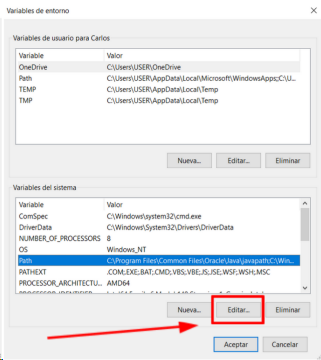 Variables de entorno
Variables de usuario para Carlos
Variable Valor
OneDrive C:\Users\USER\OneDrive
Path C:\Users\USER\AppData\Local\Microsoft\WindowsApps;C:\U...
TEMP C:\Users\USER\AppData\Local\Temp
TMP C:\Users\USER\AppData\Local\Temp
Nueva... Editar... Eliminar
Variables del sistema
Variable Valor
ComSpec C:\Windows\system32\cmd.exe
DriverData C:\Windows\System32\Drivers\DriverData
NUMBER_OF_PROCESSORS 8
OS Windows_NT
Path C:\Program Files\Common Files\Oracle\Java\javapath;C:\Win...
PATHEXT .COM;.EXE;.BAT;.CMD;.VBS;.VBE;.JS;.JSE;.WSF;.WSH;.MSC
PROCESSOR_ARCHITECTU... AMD64
Nueva... Editar... Eliminar
Aceptar Cancelar